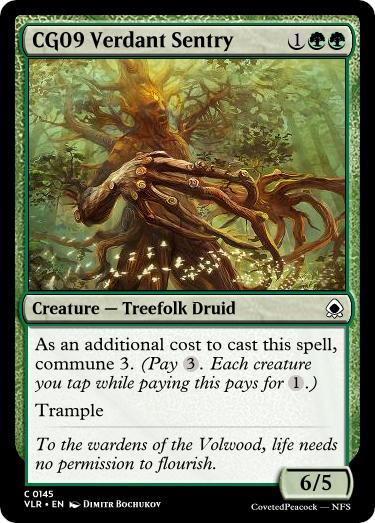 CG09 Verdant Sentry 1
Creature — Treefolk Druid
As an additional cost to cast this spell,
commune 3. (Pay 3. Each creature
you tap while paying this pays for 1.)
Trample
To the wardens of the Volwood, life needs
no permission to flourish.
6/5
C 0145
VLR • EN Dimitr Bochukov
CovetedPeacock — NFS